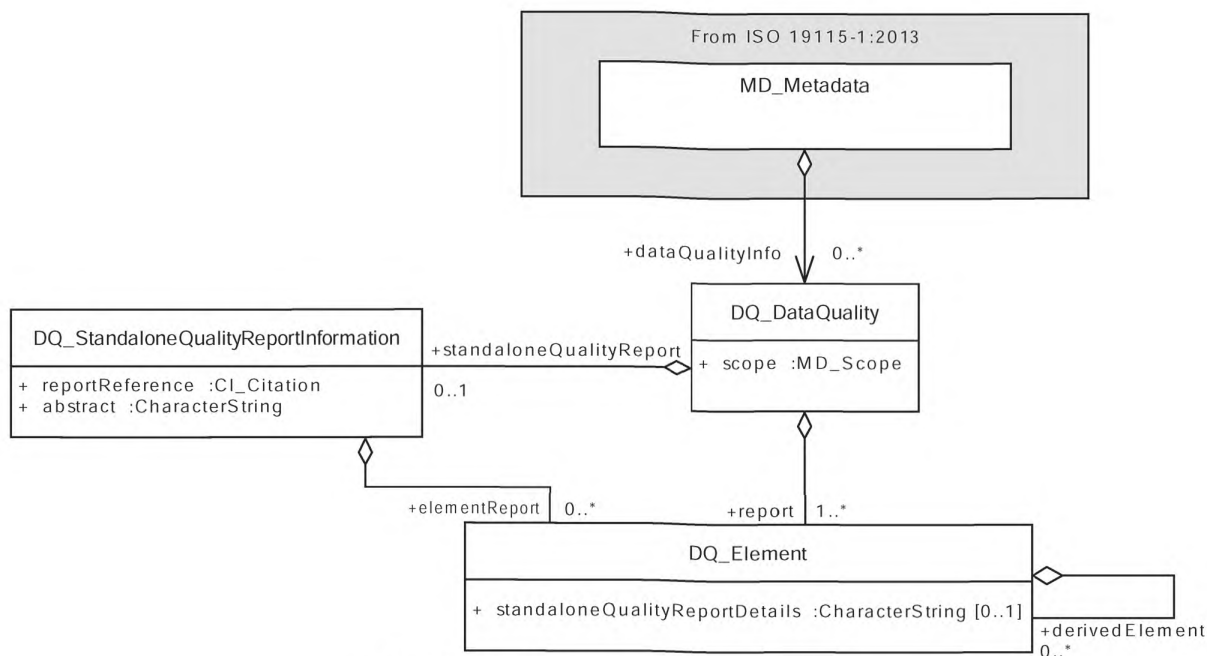 From ISO 19115-1:2013
MD_Metadata
+dataQualityInfo 0..*
DQ_DataQuality
+ scope :MD_Scope
DQ_StandaloneQualityReportInformation
+ reportReference :CI_Citation
+ abstract :CharacterString
+standaloneQualityReport
0..1
+elementReport 0..*
+report 1..*
DQ_Element
+ standaloneQualityReportDetails :CharacterString [0..1]
+derivedElement
0..*